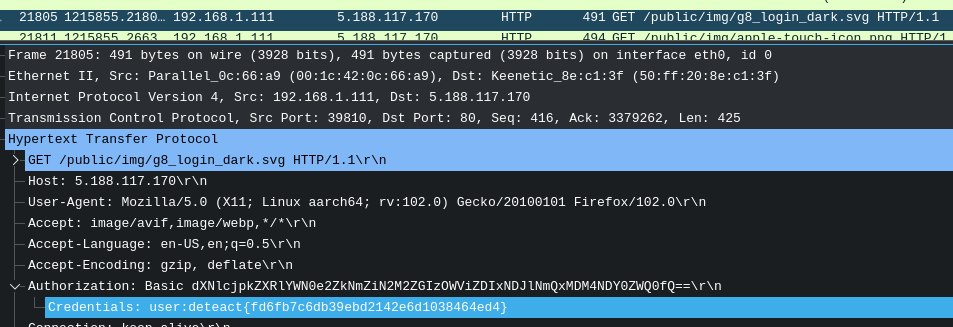 21805 1215855.2180… 192.168.1.111 5.188.117.170 HTTP 491 GET /public/img/g8_login_dark.svg HTTP/1.1
21811 1215855.2663 192.168.1.111 5.188.117.170 HTTP 494 GET /public/img/apple-touch-icon.png HTTP/1
Frame 21805: 491 bytes on wire (3928 bits), 491 bytes captured (3928 bits) on interface eth0, id 0
Ethernet II, Src: Parallel_0c:66:a9 (00:1c:42:0c:66:a9), Dst: Keenetic_8e:c1:3f (50:ff:20:8e:c1:3f)
Internet Protocol Version 4, Src: 192.168.1.111, Dst: 5.188.117.170
Transmission Control Protocol, Src Port: 39810, Dst Port: 80, Seq: 416, Ack: 3379262, Len: 425
Hypertext Transfer Protocol
GET /public/img/g8_login_dark.svg HTTP/1.1\r\n
Host: 5.188.117.170\r\n
User-Agent: Mozilla/5.0 (X11; Linux aarch64; rv:102.0) Gecko/20100101 Firefox/102.0\r\n
Accept: image/avif,image/webp,*/*\r\n
Accept-Language: en-US,en;q=0.5\r\n
Accept-Encoding: gzip, deflate\r\n
Authorization: Basic dXNlcjpkZXRlYWN0e2ZkNmZiN2M2ZGIzOWViZDIxNDJlNmQxMDM4NDY0ZWQ0fQ==\r\n
Credentials: user:deteact{fd6fb7c6db39ebd2142e6d1038464ed4}
Connection: keep-alive\r\n